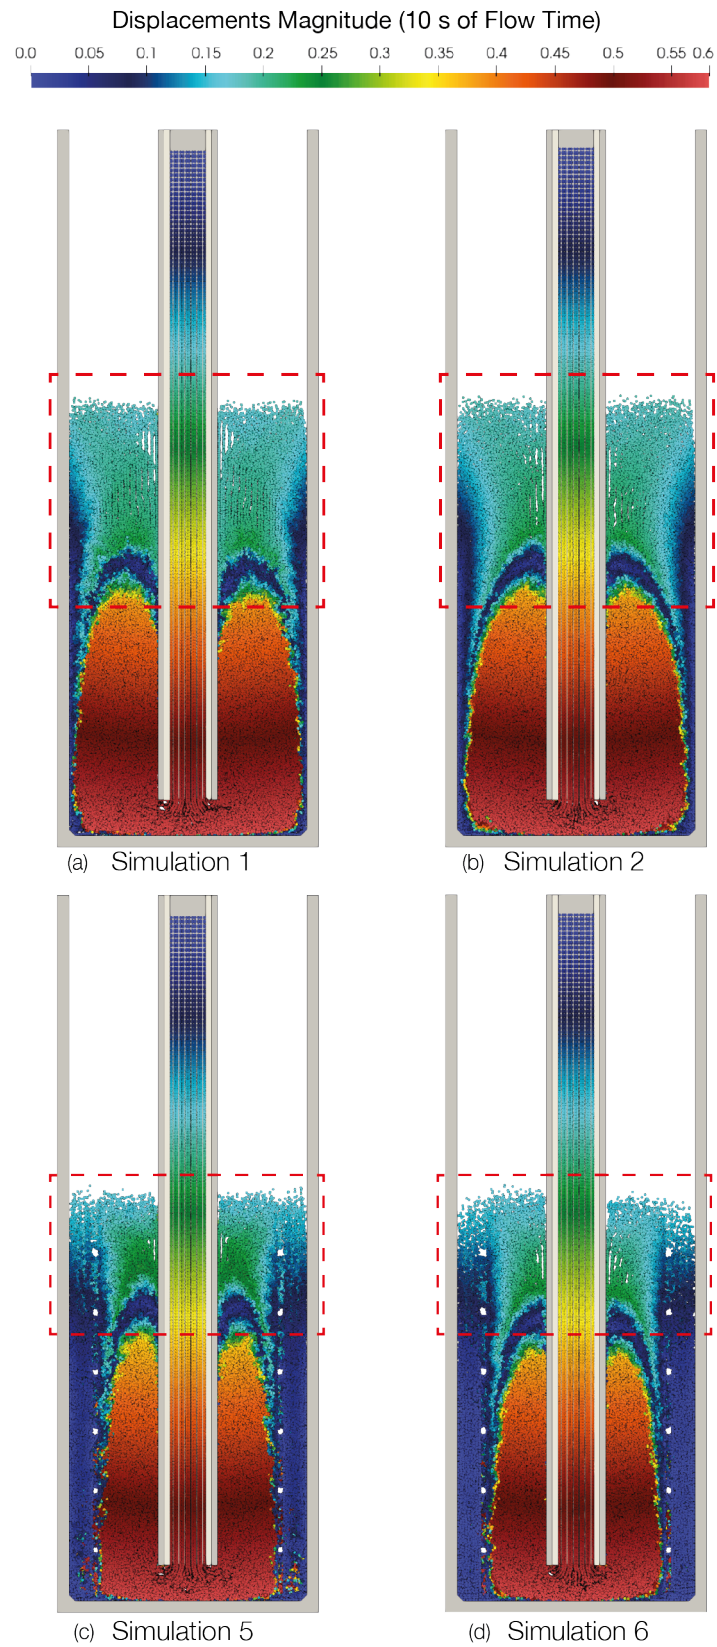 Displacements Magnitude (10 s of Flow Time)
0.0 0.05 0.1 0.15 0.2 0.25 0.3 0.35 0.4 0.45 0.5 0.55 0.6
(a) Simulation 1
(b) Simulation 2
(c) Simulation 5
(d) Simulation 6